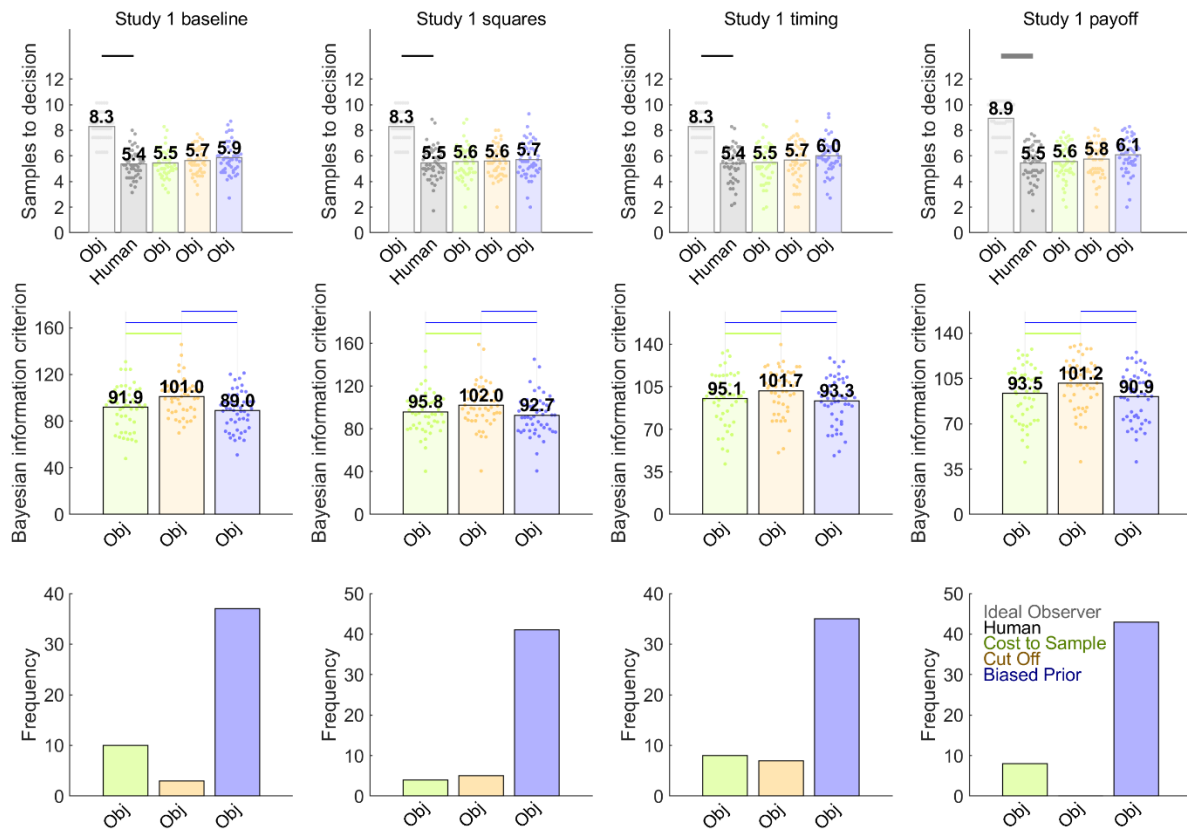 Study 1 baseline
Study 1 squares
Study 1 timing
Study 1 payoff
Samples to decision
12
10
8
6
4
2
0
8.3
5.4
5.5
5.7
5.9
Obj
Human
Obj
Obj
Obj
Samples to decision
12
10
8
6
4
2
0
8.3
5.5
5.6
5.6
5.7
Obj
Human
Obj
Obj
Obj
Samples to decision
12
10
8
6
4
2
0
8.3
5.4
5.5
5.7
6.0
Obj
Human
Obj
Obj
Obj
Samples to decision
12
10
8
6
4
2
0
8.9
5.5
5.6
5.8
6.1
Obj
Human
Obj
Obj
Obj
Bayesian information criterion
160
120
80
40
0
91.9
101.0
89.0
Obj
Obj
Obj
Bayesian information criterion
160
120
80
40
0
95.8
102.0
92.7
Obj
Obj
Obj
Bayesian information criterion
140
105
70
35
0
95.1
101.7
93.3
Obj
Obj
Obj
Bayesian information criterion
140
105
70
35
0
93.5
101.2
90.9
Obj
Obj
Obj
Frequency
40
30
20
10
0
Obj
Obj
Obj
Frequency
50
40
30
20
10
0
Obj
Obj
Obj
Frequency
40
30
20
10
0
Obj
Obj
Obj
Frequency
50
40
30
20
10
0
Ideal Observer
Human
Cost to Sample
Cut Off
Biased Prior
Obj
Obj
Obj